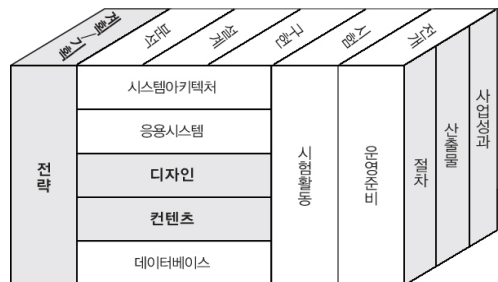 계획/기획
분석
설계
구현
시험
전개
전략
시스템아키텍처
응용시스템
디자인
컨텐츠
데이터베이스
시험활동
운영준비
절차
산출물
사업성과